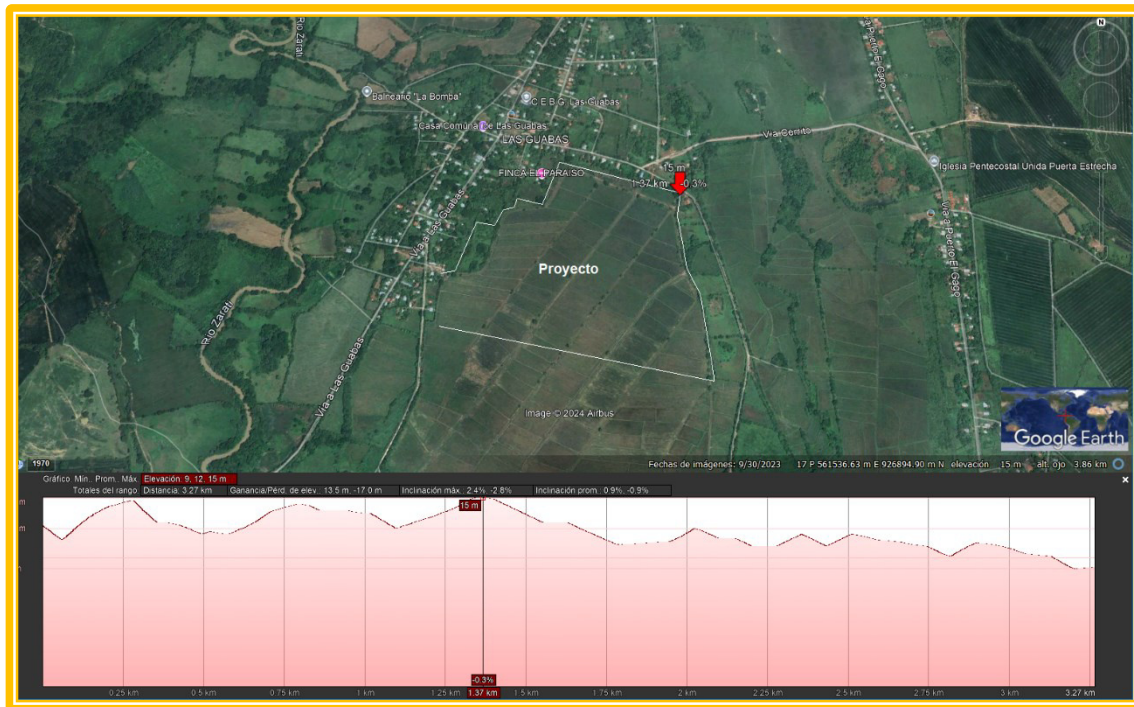 N
Río Zaratí
Vía a Puerto El Gago
Balneario "La Bomba"
C.E.B.G. Las Guabas
Casa Comunal De Las Guabas
LAS GUABAS
Vía Cerrito
15 m
Iglesia Pentecostal Unida Puerta Estrecha
FINCA EL PARAISO
1.37 km -0.3%
Vía a Las Guabas
Vía a Puerto El Gago
Proyecto
Río Zaratí
Vía a Las Guabas
Image © 2024 Airbus
Google Earth
1970
Fechas de imágenes: 9/30/2023 17 P 561536.63 m E 926894.90 m N elevación 15 m alt. ojo 3.86 km
Gráfico Mín., Prom., Máx. Elevación: 9, 12, 15 m
Totales del rango: Distancia: 3.27 km Ganancia/Pérd. de elev.: 13.5 m, -17.0 m Inclinación máx.: 2.4%, -2.8% Inclinación prom.: 0.9%, -0.9%
15 m
-0.3%
0.25 km 0.5 km 0.75 km 1 km 1.25 km 1.37 km 1.5 km 1.75 km 2 km 2.25 km 2.5 km 2.75 km 3 km 3.27 km